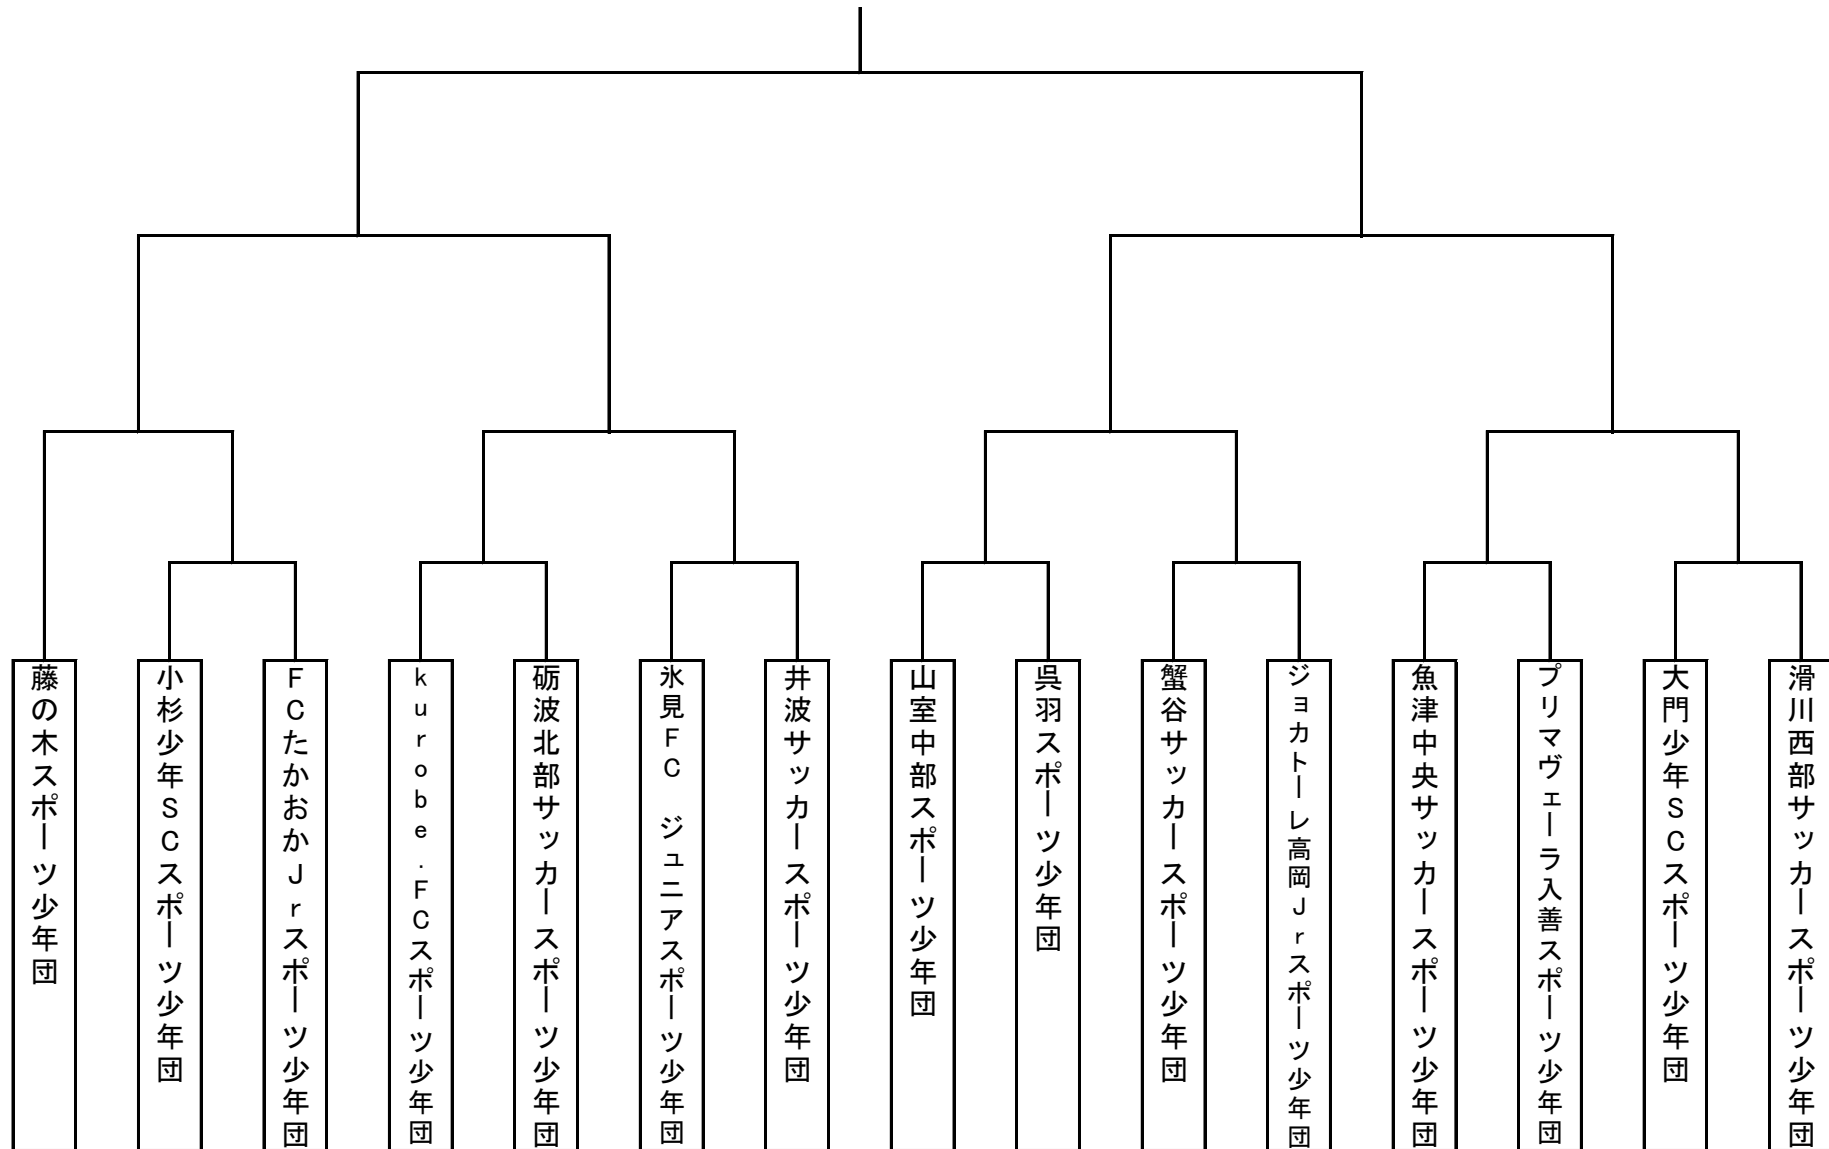 藤の木スポーツ少年団
小杉少年SCスポーツ少年団
FCたかおかJrスポーツ少年団
kurobe.FCスポーツ少年団
砺波北部サッカースポーツ少年団
氷見FC ジュニアスポーツ少年団
井波サッカースポーツ少年団
山室中部スポーツ少年団
呉羽スポーツ少年団
蟹谷サッカースポーツ少年団
ジョカトーレ高岡Jrスポーツ少年団
魚津中央サッカースポーツ少年団
プリマヴェーラ入善スポーツ少年団
大門少年SCスポーツ少年団
滑川西部サッカースポーツ少年団